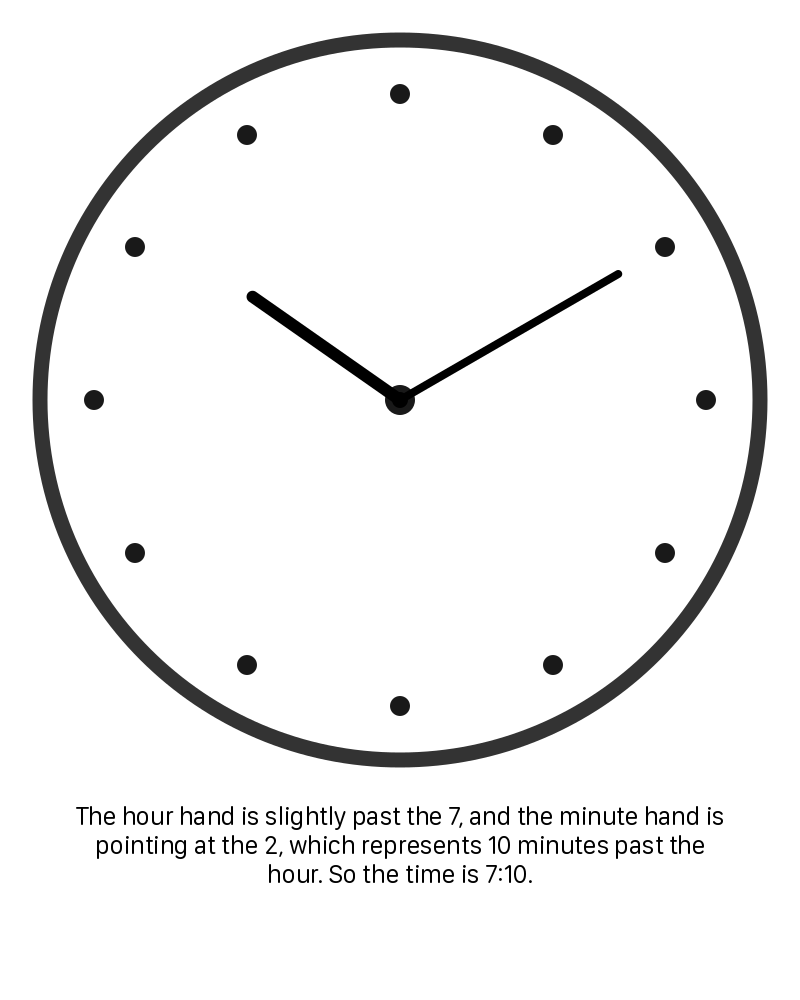 The hour hand is slightly past the 7, and the minute hand is
pointing at the 2, which represents 10 minutes past the
hour. So the time is 7:10.